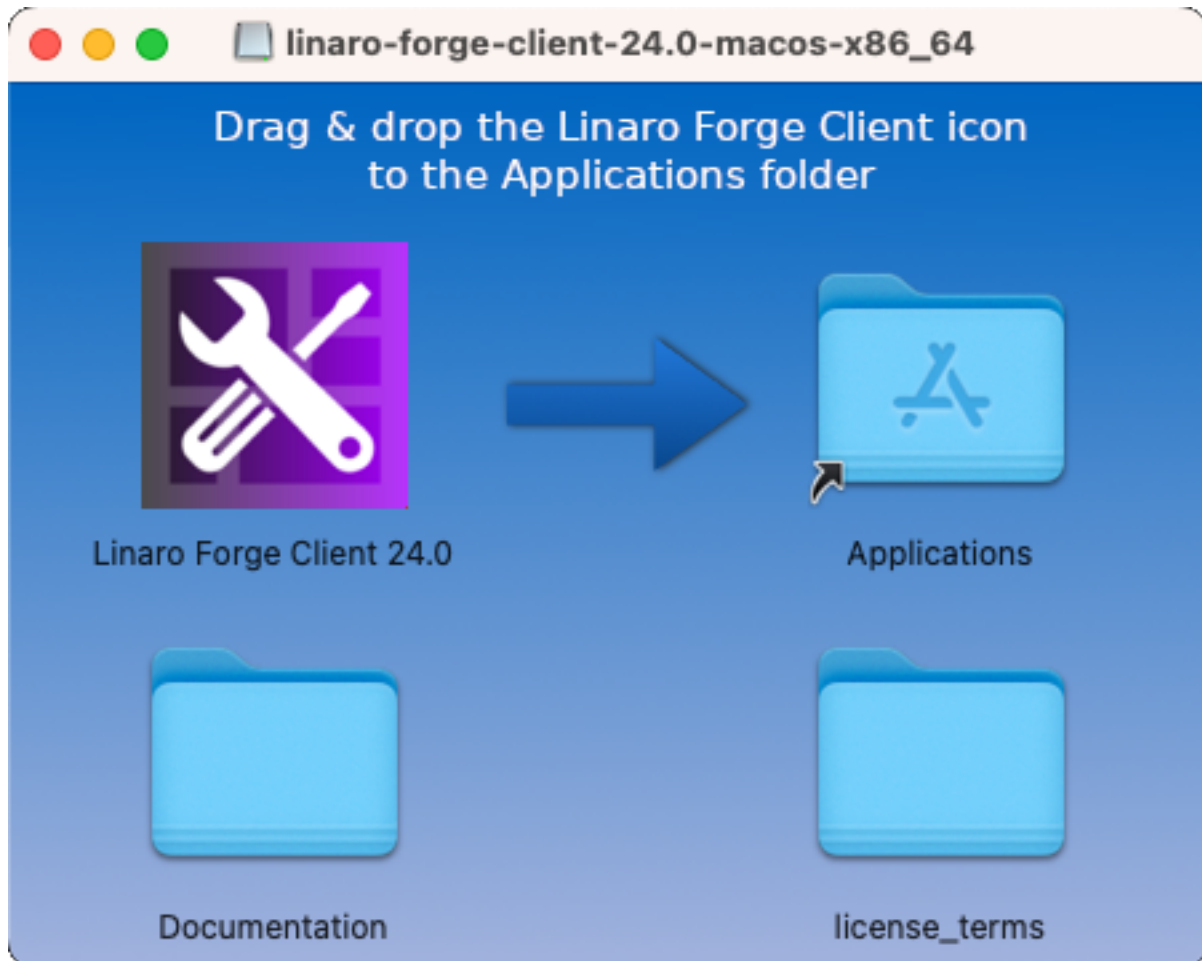 linaro-forge-client-24.0-macos-x86_64
Drag & drop the Linaro Forge Client icon
to the Applications folder
Linaro Forge Client 24.0
Applications
Documentation
license_terms